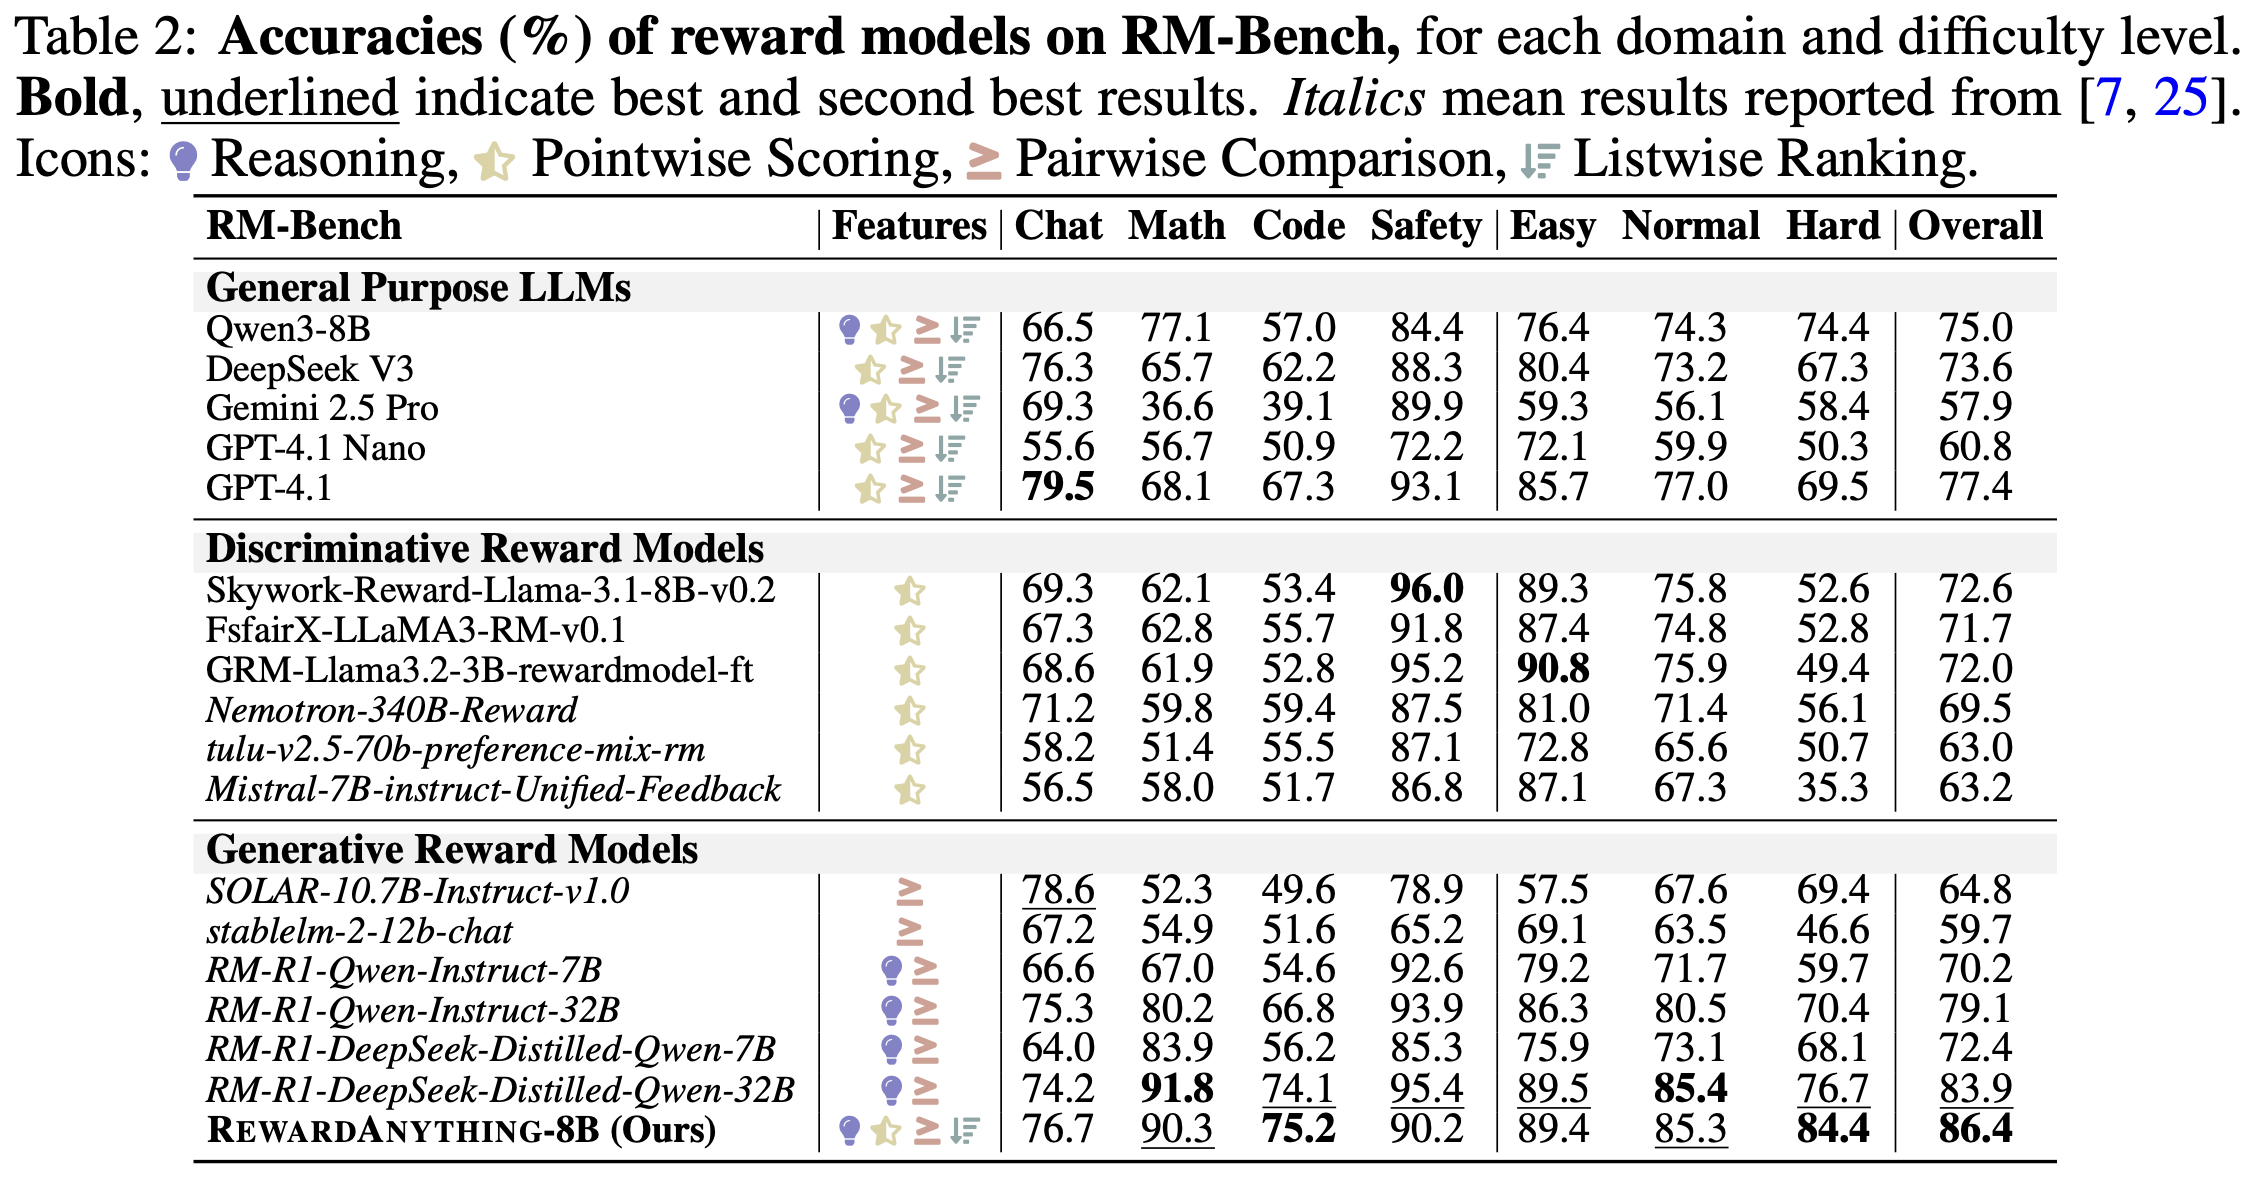 Table 2: Accuracies (%) of reward models on RM-Bench, for each domain and difficulty level.
Bold, underlined indicate best and second best results. Italics mean results reported from [7, 25].
Icons: Reasoning, Pointwise Scoring, Pairwise Comparison, Listwise Ranking.
RM-Bench Features Chat Math Code Safety Easy Normal Hard Overall
General Purpose LLMs
Qwen3-8B 66.5 77.1 57.0 84.4 76.4 74.3 74.4 75.0
DeepSeek V3 76.3 65.7 62.2 88.3 80.4 73.2 67.3 73.6
Gemini 2.5 Pro 69.3 36.6 39.1 89.9 59.3 56.1 58.4 57.9
GPT-4.1 Nano 55.6 56.7 50.9 72.2 72.1 59.9 50.3 60.8
GPT-4.1 79.5 68.1 67.3 93.1 85.7 77.0 69.5 77.4
Discriminative Reward Models
Skywork-Reward-Llama-3.1-8B-v0.2 69.3 62.1 53.4 96.0 89.3 75.8 52.6 72.6
FsfairX-LLaMA3-RM-v0.1 67.3 62.8 55.7 91.8 87.4 74.8 52.8 71.7
GRM-Llama3.2-3B-rewardmodel-ft 68.6 61.9 52.8 95.2 90.8 75.9 49.4 72.0
Nemotron-340B-Reward 71.2 59.8 59.4 87.5 81.0 71.4 56.1 69.5
tulu-v2.5-70b-preference-mix-rm 58.2 51.4 55.5 87.1 72.8 65.6 50.7 63.0
Mistral-7B-instruct-Unified-Feedback 56.5 58.0 51.7 86.8 87.1 67.3 35.3 63.2
Generative Reward Models
SOLAR-10.7B-Instruct-v1.0 78.6 52.3 49.6 78.9 57.5 67.6 69.4 64.8
stablelm-2-12b-chat 67.2 54.9 51.6 65.2 69.1 63.5 46.6 59.7
RM-R1-Qwen-Instruct-7B 66.6 67.0 54.6 92.6 79.2 71.7 59.7 70.2
RM-R1-Qwen-Instruct-32B 75.3 80.2 66.8 93.9 86.3 80.5 70.4 79.1
RM-R1-DeepSeek-Distilled-Qwen-7B 64.0 83.9 56.2 85.3 75.9 73.1 68.1 72.4
RM-R1-DeepSeek-Distilled-Qwen-32B 74.2 91.8 74.1 95.4 89.5 85.4 76.7 83.9
REWARDANYTHING-8B (Ours) 76.7 90.3 75.2 90.2 89.4 85.3 84.4 86.4